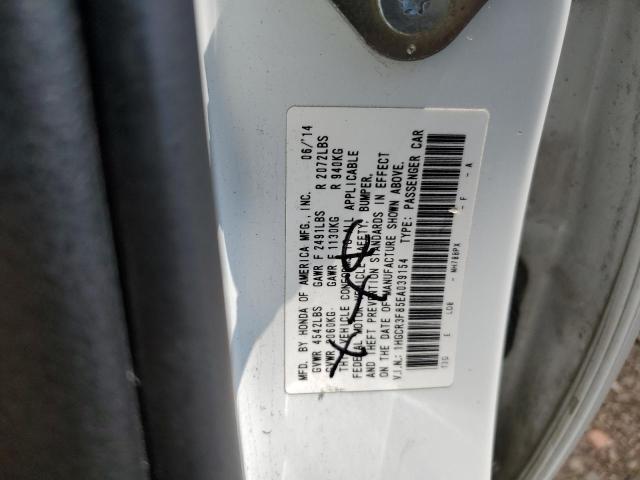 MFD. BY HONDA OF AMERICA MFG., INC. 06/14
GVWR 4542LBS GAWR F 2491LBS R 2072LBS
GVWR 2060KG GAWR F 1130KG R 940KG
THIS VEHICLE CONFORMS TO ALL APPLICABLE
FEDERAL MOTOR VEHICLE SAFETY, BUMPER,
AND THEFT PREVENTION STANDARDS IN EFFECT
ON THE DATE OF MANUFACTURE SHOWN ABOVE.
V.I.N.: 1HGCR3F85EA039154 TYPE: PASSENGER CAR
E LDB - NH788PX - F - A